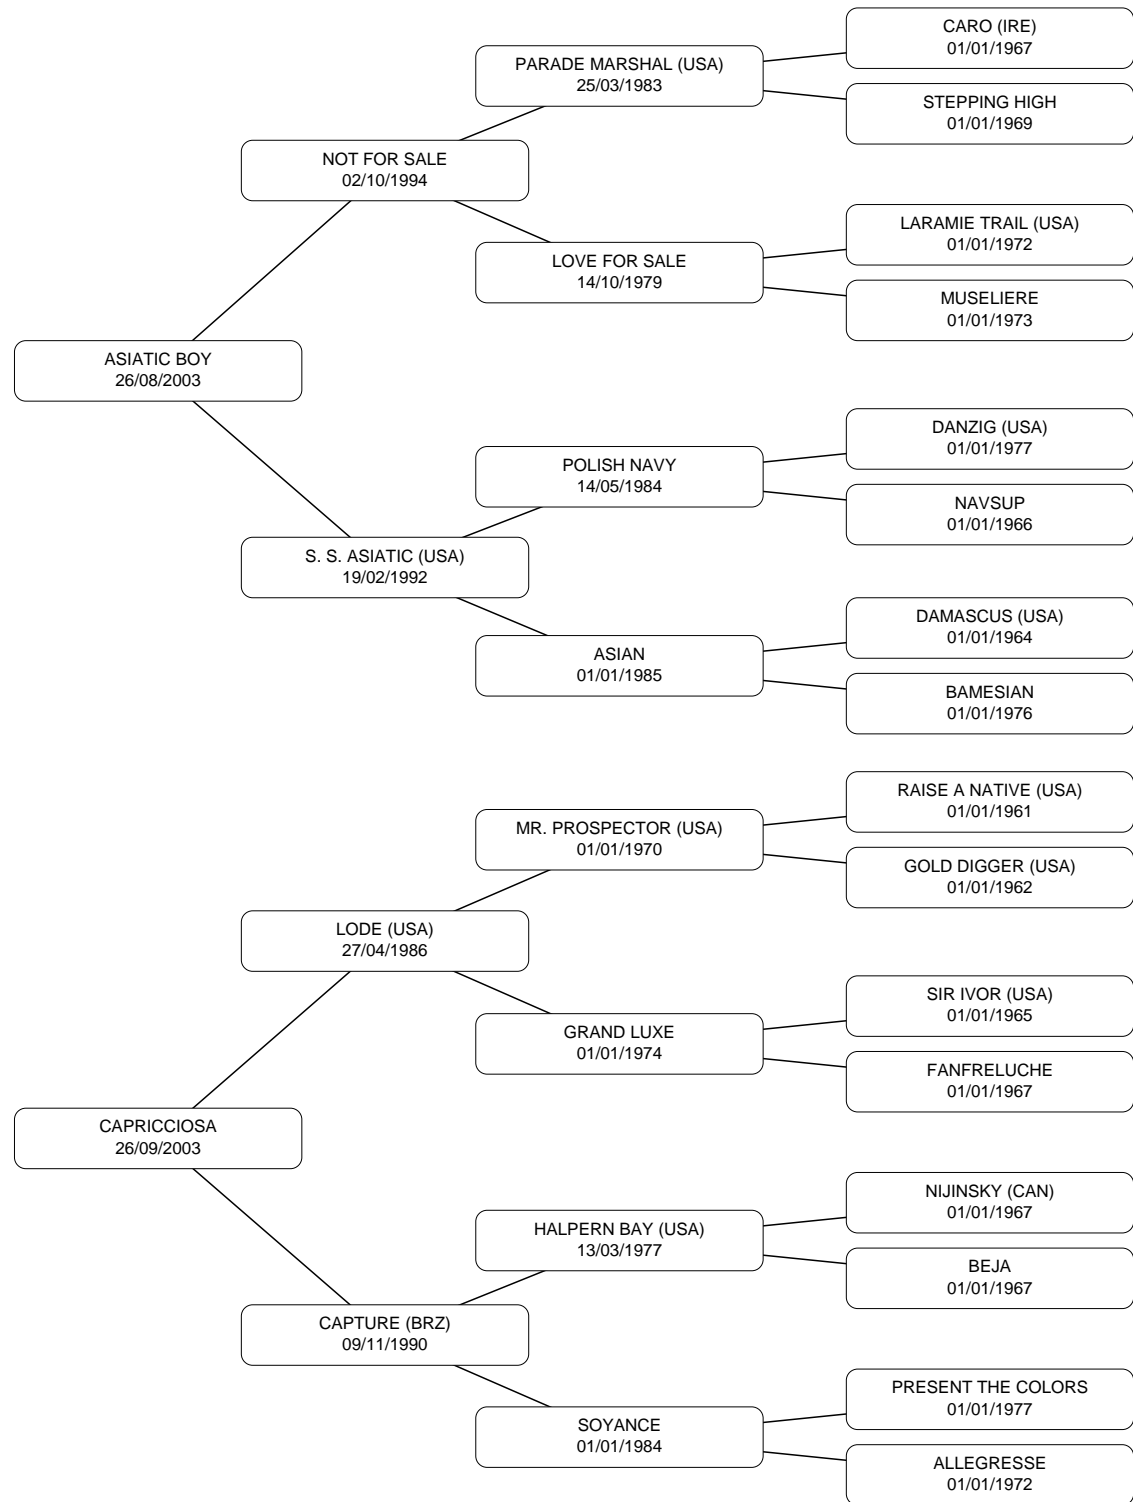 CARO (IRE)
01/01/1967
PARADE MARSHAL (USA)
25/03/1983
STEPPING HIGH
01/01/1969
NOT FOR SALE
02/10/1994
LARAMIE TRAIL (USA)
01/01/1972
LOVE FOR SALE
14/10/1979
MUSELIERE
01/01/1973
ASIATIC BOY
26/08/2003
DANZIG (USA)
01/01/1977
POLISH NAVY
14/05/1984
NAVSUP
01/01/1966
S. S. ASIATIC (USA)
19/02/1992
DAMASCUS (USA)
01/01/1964
ASIAN
01/01/1985
BAMESIAN
01/01/1976
RAISE A NATIVE (USA)
01/01/1961
MR. PROSPECTOR (USA)
01/01/1970
GOLD DIGGER (USA)
01/01/1962
LODE (USA)
27/04/1986
SIR IVOR (USA)
01/01/1965
GRAND LUXE
01/01/1974
FANFRELUCHE
01/01/1967
CAPRICCIOSA
26/09/2003
NIJINSKY (CAN)
01/01/1967
HALPERN BAY (USA)
13/03/1977
BEJA
01/01/1967
CAPTURE (BRZ)
09/11/1990
PRESENT THE COLORS
01/01/1977
SOYANCE
01/01/1984
ALLEGRESSE
01/01/1972